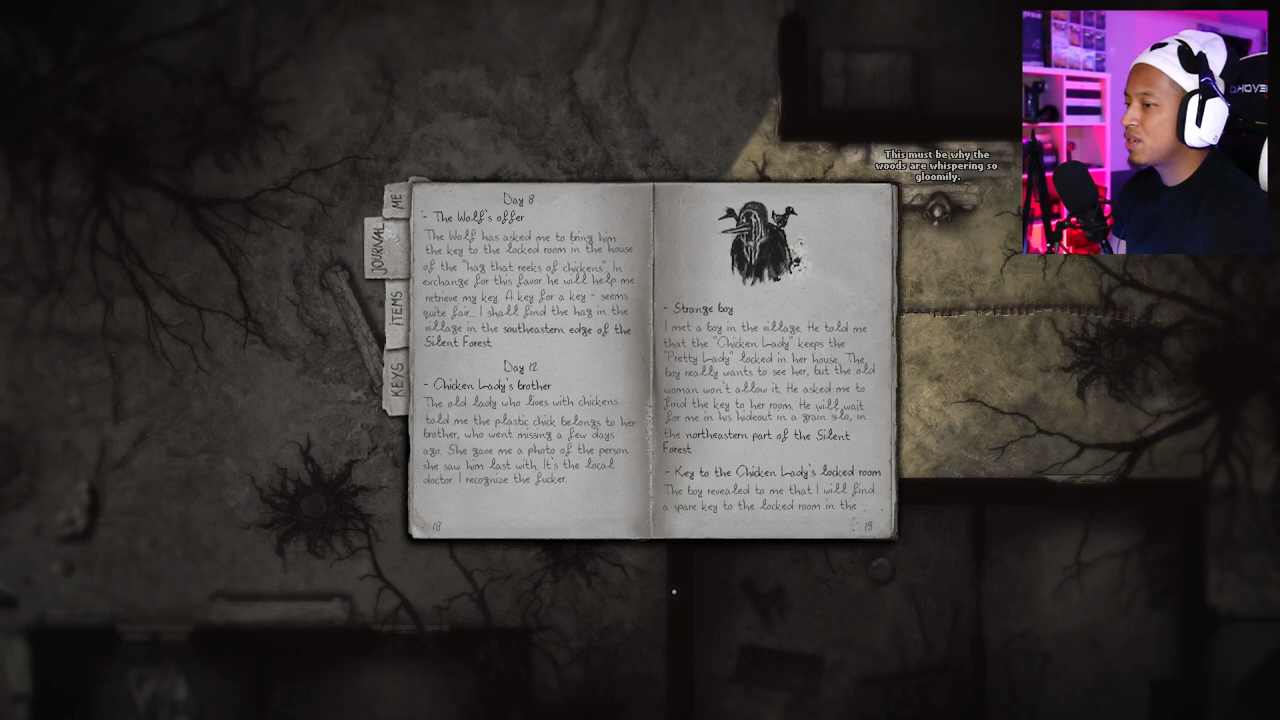 This must be why the
woods are whispering so
gloomily.
ME
JOURNAL
ITEMS
KEYS
Day 8
- The Wolf's offer
The Wolf has asked me to bring him
the key to the locked room in the house
of the "hag that reeks of chickens". In
exchange for this favor he will help me
retrieve my key. A key for a key - seems
quite fair... I shall find the hag in the
village in the southeastern edge of the
Silent Forest.
Day 12
- Chicken Lady's brother
The old lady who lives with chickens
told me the plastic chick belongs to her
brother, who went missing a few days
ago. She gave me a photo of the person
she saw him last with. It's the local
doctor. I recognize the fucker.
18
- Strange boy
I met a boy in the village. He told me
that the "Chicken Lady" keeps the
"Pretty Lady" locked in her house. The
boy really wants to see her, but the old
woman won't allow it. He asked me to
find the key to her room. He will wait
for me in his hideout in a grain silo, in
the northeastern part of the Silent
Forest
- Key to the Chicken Lady's locked room
The boy revealed to me that I will find
a spare key to the locked room in the
19